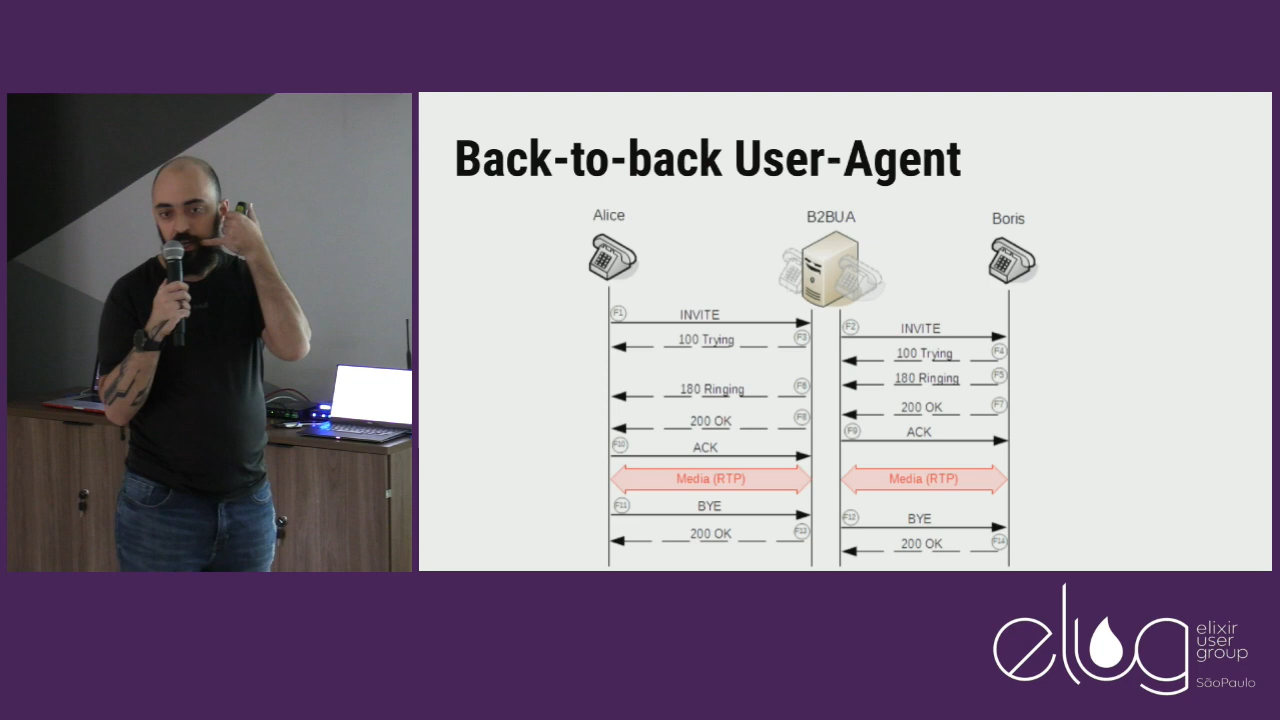 Back-to-back User-Agent
Alice
B2BUA
Boris
F1
INVITE
F2
INVITE
100 Trying
F3
100 Trying
F4
180 Ringing
F5
180 Ringing
F6
200 OK
F7
200 OK
F8
F9
ACK
F10
ACK
Media (RTP)
Media (RTP)
F11
BYE
F12
BYE
200 OK
F13
200 OK
F14
elug
elixir
user
group
SãoPaulo